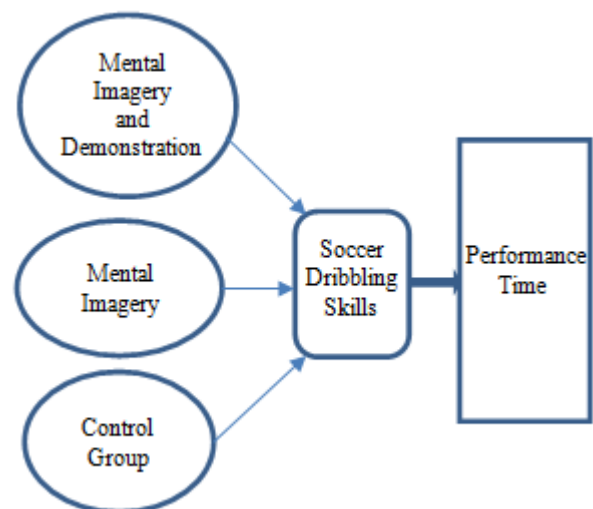 Mental
Imagery
and
Demonstration
Mental
Imagery
Control
Group
Soccer
Dribbling
Skills
Performance
Time